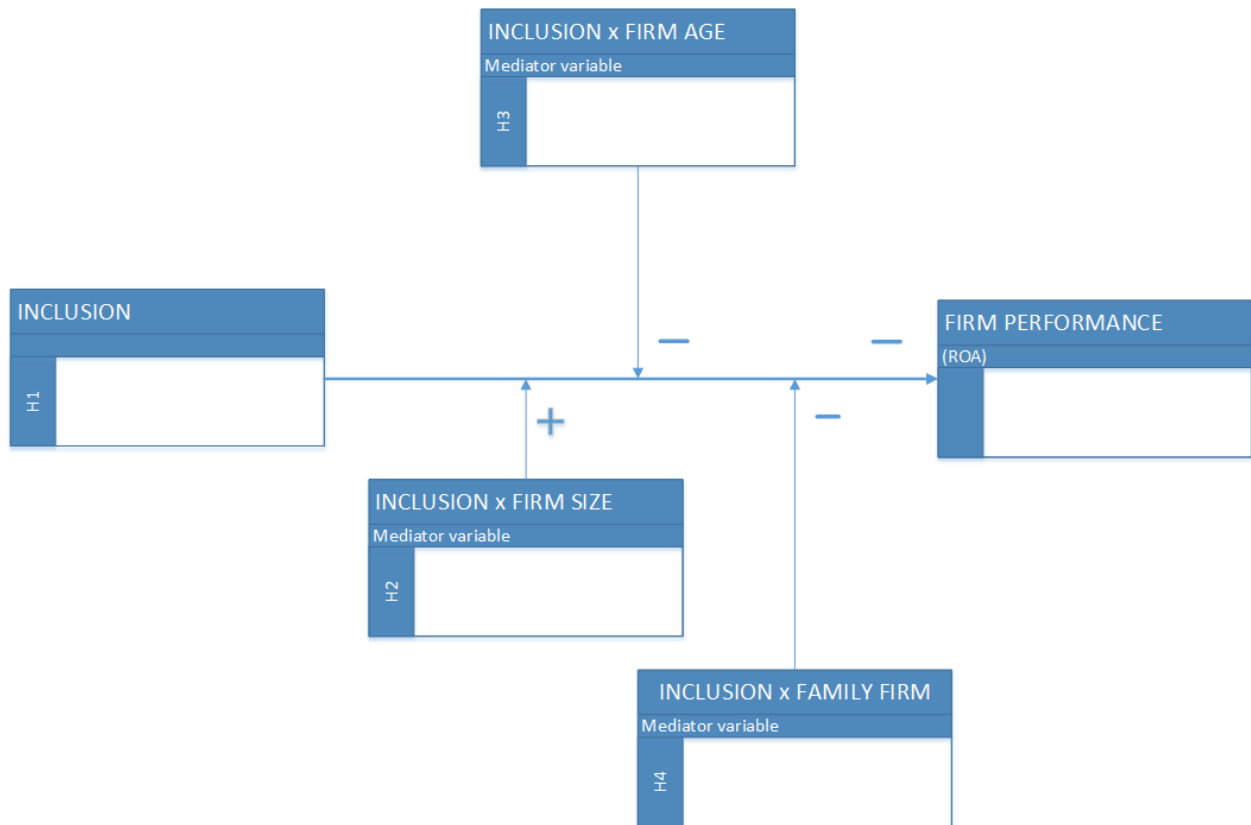 INCLUSION x FIRM AGE
Mediator variable
H3
INCLUSION
H1
FIRM PERFORMANCE
(ROA)
−
−
+
−
INCLUSION x FIRM SIZE
Mediator variable
H2
INCLUSION x FAMILY FIRM
Mediator variable
H4